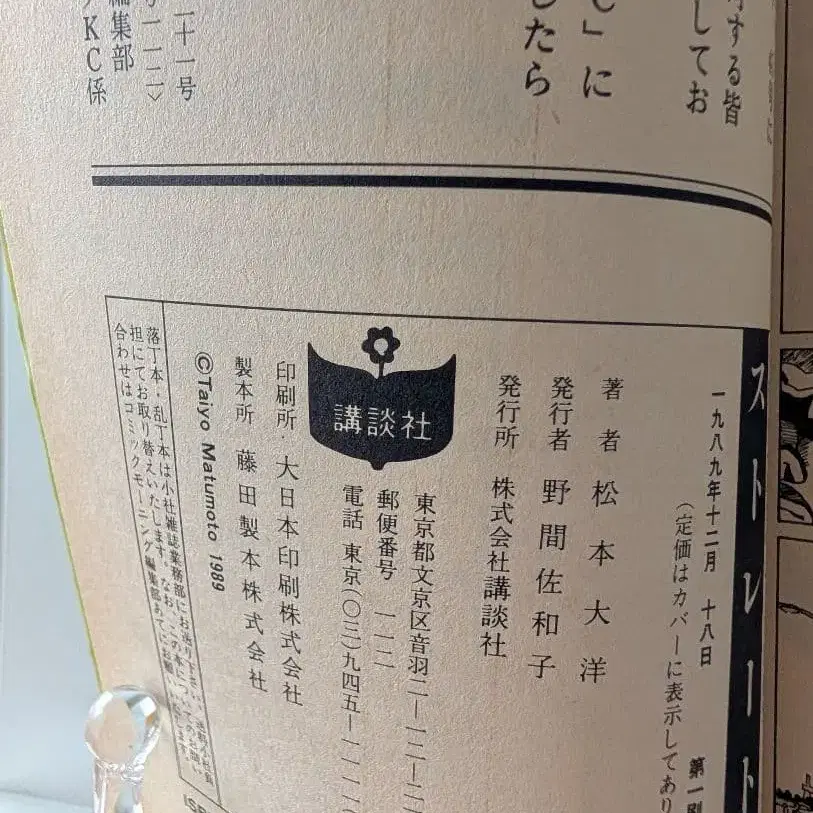 する皆
してお
」に
したら
二十一号
一一二〉
編集部
KC係
ストレート
一九八九年十二月 十八日 第一刷
(定価はカバーに表示してあり
著 者 松本大洋
発行者 野間佐和子
発行所 株式会社講談社
東京都文京区音羽二―一二―二
郵便番号 一一二
電話 東京(〇三)九四五―一一一
講談社
印刷所 大日本印刷株式会社
製本所 藤田製本株式会社
©Taiyo Matumoto 1989
落丁本・乱丁本は小社雑誌業務部にお送り下さい。送料小社負
担にてお取り替えいたします。なお、この本についてのお問い
合わせはコミックモーニング編集部あてにお願い致します。